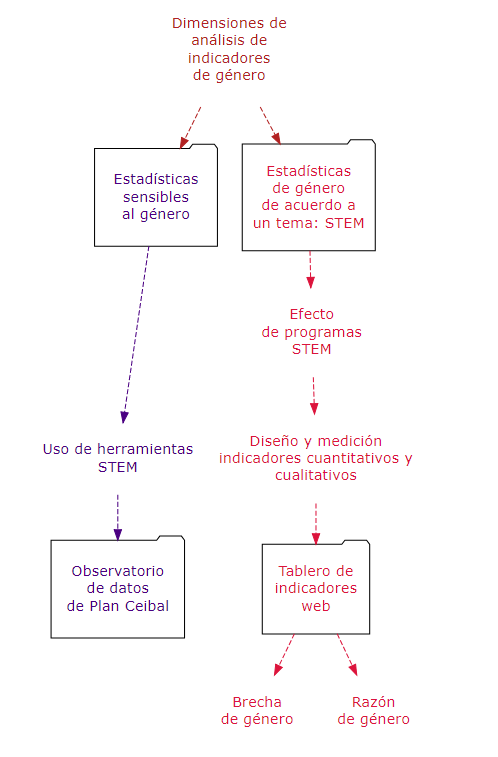 Dimensiones de
análisis de
indicadores
de género
Estadísticas
sensibles
al género
Estadísticas
de género
de acuerdo a
un tema: STEM
Efecto
de programas
STEM
Uso de herramientas
STEM
Diseño y medición
indicadores cuantitativos y
cualitativos
Observatorio
de datos
de Plan Ceibal
Tablero de
indicadores
web
Brecha
de género
Razón
de género